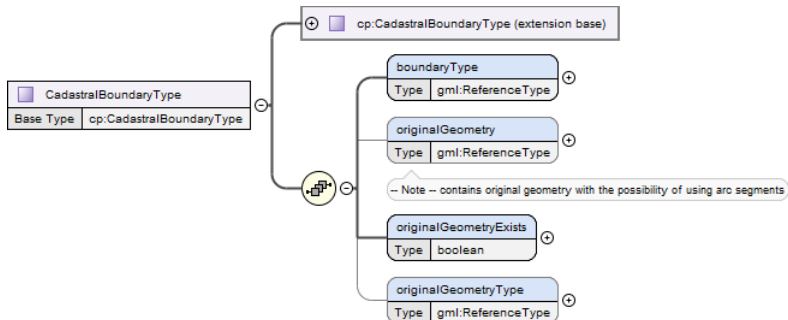 cp:CadastralBoundaryType (extension base)
CadastralBoundaryType
Base Type cp:CadastralBoundaryType
boundaryType
Type gml:ReferenceType
originalGeometry
Type gml:ReferenceType
-- Note -- contains original geometry with the possibility of using arc segments
originalGeometryExists
Type boolean
originalGeometryType
Type gml:ReferenceType